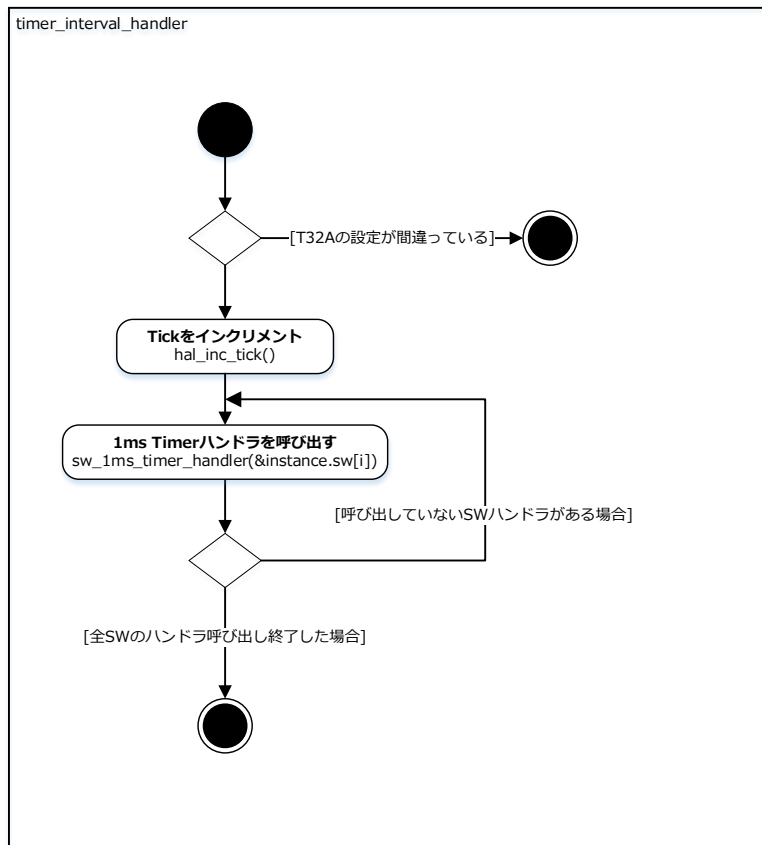 timer_interval_handler
[T32Aの設定が間違っている]
Tickをインクリメント
hal_inc_tick()
1ms Timerハンドラを呼び出す
sw_1ms_timer_handler(&instance.sw[i])
[呼び出していないSWハンドラがある場合]
[全SWのハンドラ呼び出し終了した場合]